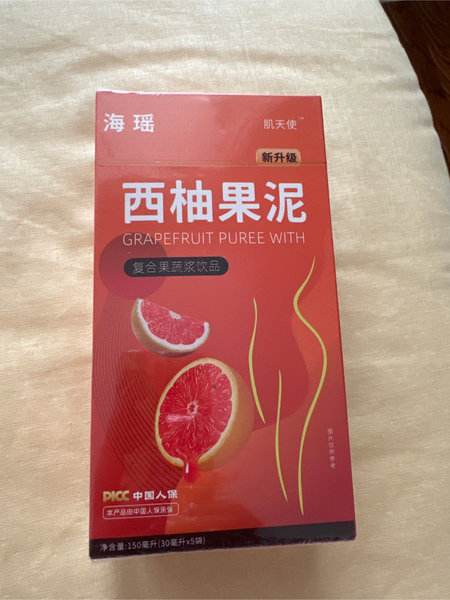 海瑶
肌天使™
新升级
西柚果泥
GRAPEFRUIT PUREE WITH
复合果蔬浆饮品
图片仅供参考
PICC 中国人保
本产品由中国人保承保
净含量:150毫升(30毫升x5袋)